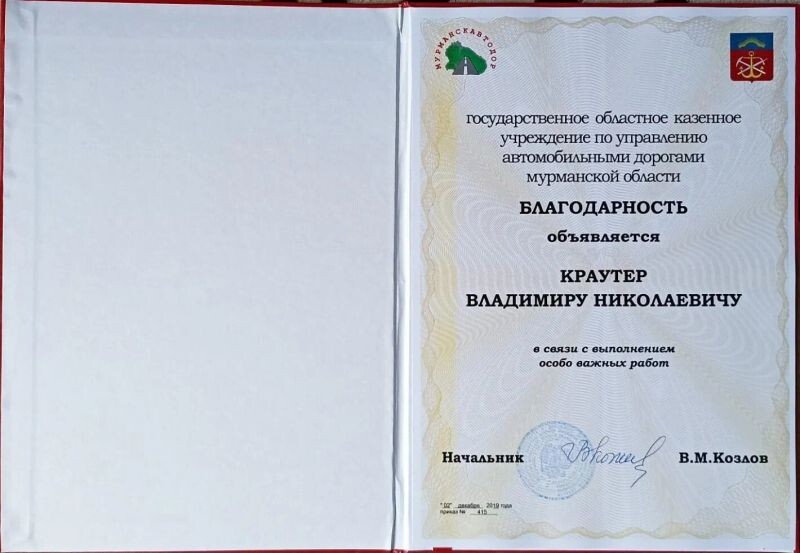 МУРМАНСКАВТОДОР
государственное областное казенное
учреждение по управлению
автомобильными дорогами
мурманской области
БЛАГОДАРНОСТЬ
объявляется
КРАУТЕР
ВЛАДИМИРУ НИКОЛАЕВИЧУ
в связи с выполнением
особо важных работ
Начальник В.М.Козлов
"02" декабря 2019 года
приказ № 415